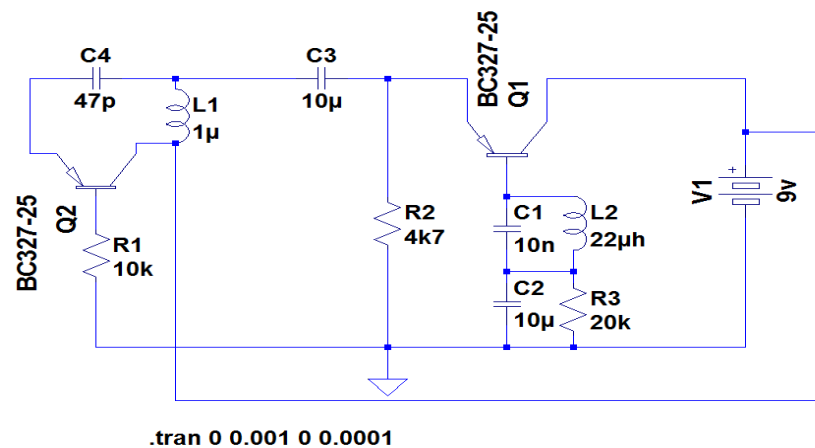 C4
47p
L1
1µ
C3
10µ
BC327-25
Q1
BC327-25
Q2
R1
10k
R2
4k7
C1
10n
L2
22µh
C2
10µ
R3
20k
V1
+
9v
.tran 0 0.001 0 0.0001